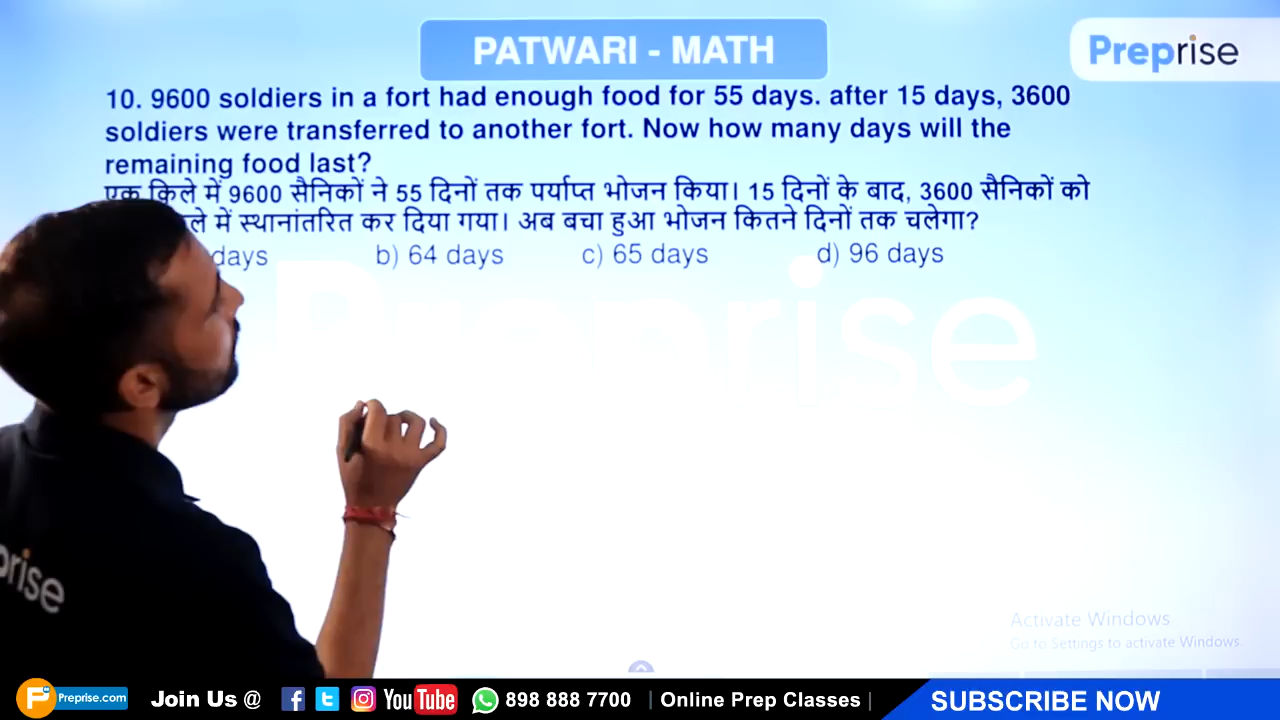 PATWARI - MATH
Preprise
10. 9600 soldiers in a fort had enough food for 55 days. after 15 days, 3600
soldiers were transferred to another fort. Now how many days will the
remaining food last?
एक किले में 9600 सैनिकों ने 55 दिनों तक पर्याप्त भोजन किया। 15 दिनों के बाद, 3600 सैनिकों को
में स्थानांतरित कर दिया गया। अब बचा हुआ भोजन कितने दिनों तक चलेगा?
days b) 64 days c) 65 days d) 96 days
Preprise
prise
Activate Windows
Go to Settings to activate Windows.
Preprise.com Join Us @ YouTube 898 888 7700 | Online Prep Classes | SUBSCRIBE NOW